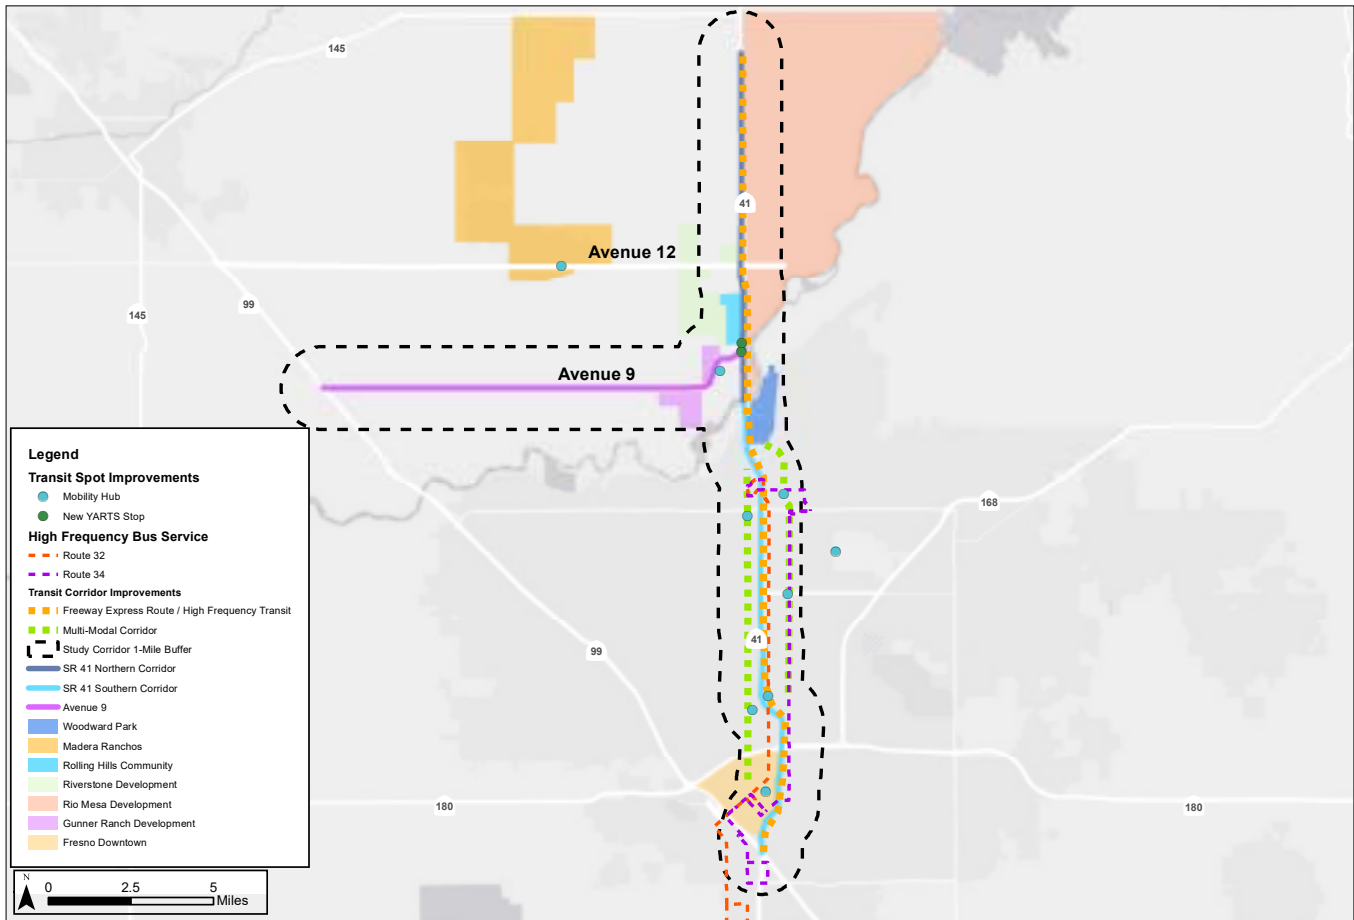 145
41
Avenue 12
99
145
Avenue 9
168
41
99
180
180
Legend
Transit Spot Improvements
Mobility Hub
New YARTS Stop
High Frequency Bus Service
Route 32
Route 34
Transit Corridor Improvements
Freeway Express Route / High Frequency Transit
Multi-Modal Corridor
Study Corridor 1-Mile Buffer
SR 41 Northern Corridor
SR 41 Southern Corridor
Avenue 9
Woodward Park
Madera Ranchos
Rolling Hills Community
Riverstone Development
Rio Mesa Development
Gunner Ranch Development
Fresno Downtown
N
0 2.5 5
Miles